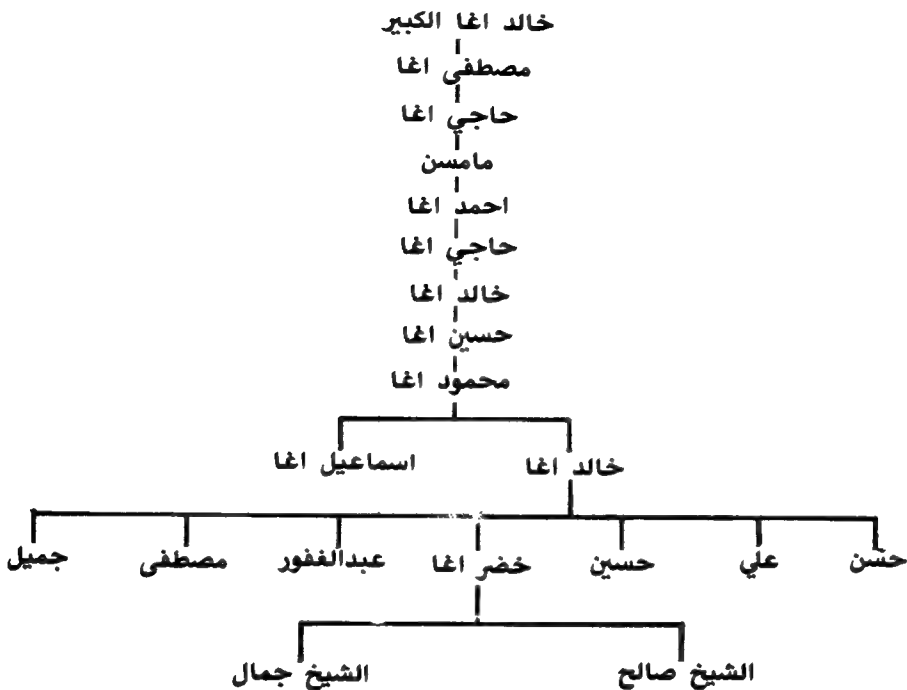 خالد اغا الكبير
مصطفى اغا
حاجي اغا
مامسن
احمد اغا
حاجي اغا
خالد اغا
حسين اغا
محمود اغا
خالد اغا اسماعيل اغا
حسن علي حسين خضر اغا عبدالغفور مصطفى جميل
الشيخ صالح الشيخ جمال